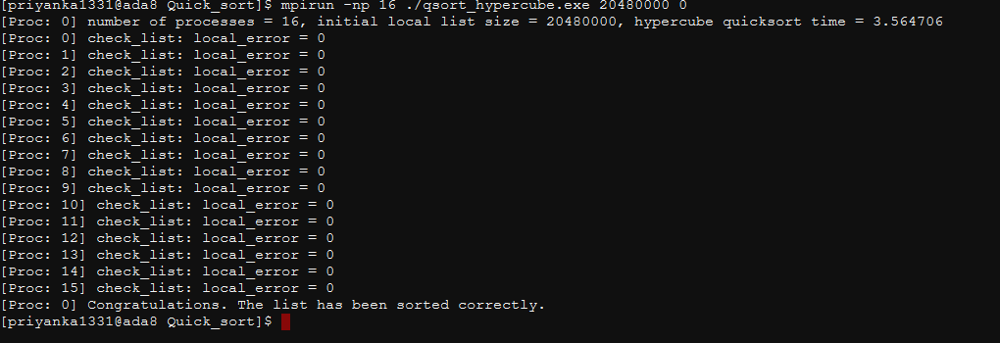 [priyanka1331@ada8 Quick_sort]$ mpirun -np 16 ./qsort_hypercube.exe 20480000 0
[Proc: 0] number of processes = 16, initial local list size = 20480000, hypercube quicksort time = 3.564706
[Proc: 0] check_list: local_error = 0
[Proc: 1] check_list: local_error = 0
[Proc: 2] check_list: local_error = 0
[Proc: 3] check_list: local_error = 0
[Proc: 4] check_list: local_error = 0
[Proc: 5] check_list: local_error = 0
[Proc: 6] check_list: local_error = 0
[Proc: 7] check_list: local_error = 0
[Proc: 8] check_list: local_error = 0
[Proc: 9] check_list: local_error = 0
[Proc: 10] check_list: local_error = 0
[Proc: 11] check_list: local_error = 0
[Proc: 12] check_list: local_error = 0
[Proc: 13] check_list: local_error = 0
[Proc: 14] check_list: local_error = 0
[Proc: 15] check_list: local_error = 0
[Proc: 0] Congratulations. The list has been sorted correctly.
[priyanka1331@ada8 Quick_sort]$